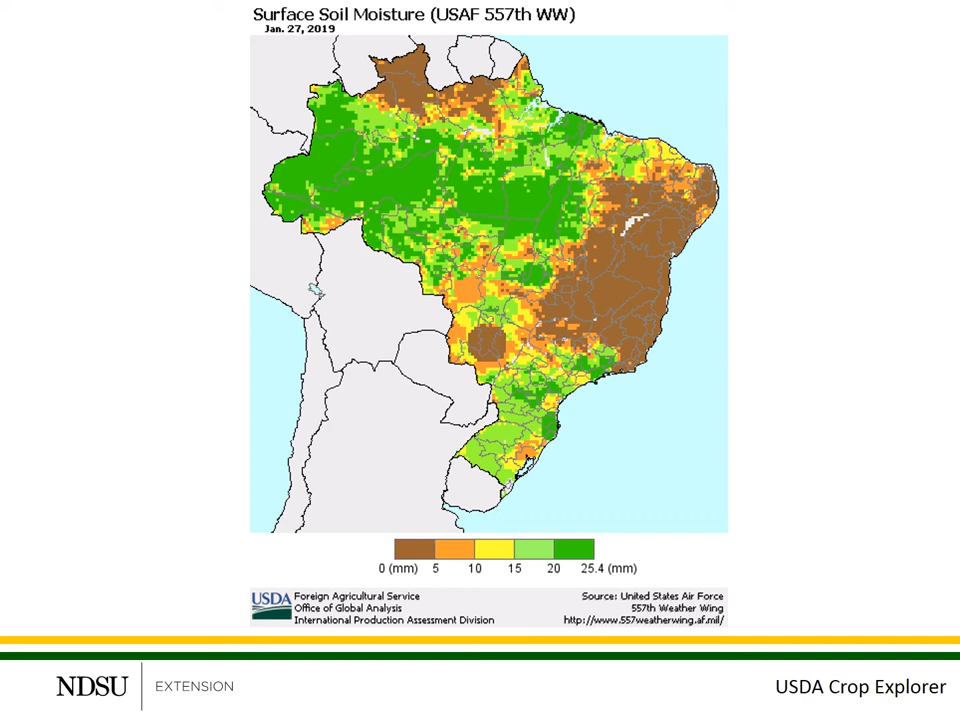 Surface Soil Moisture (USAF 557th WW)
Jan. 27, 2019
0 (mm) 5 10 15 20 25.4 (mm)
USDA
Foreign Agricultural Service
Office of Global Analysis
International Production Assessment Division
Source: United States Air Force
557th Weather Wing
http://www.557weatherwing.af.mil/
NDSU EXTENSION
USDA Crop Explorer